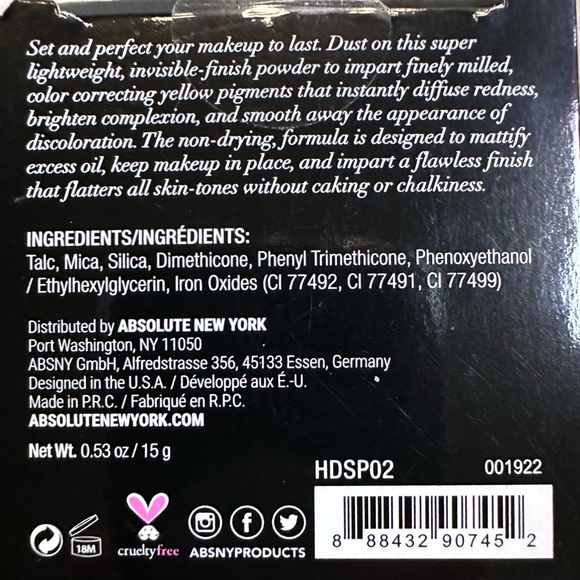 Set and perfect your makeup to last. Dust on this super
lightweight, invisible-finish powder to impart finely milled,
color correcting yellow pigments that instantly diffuse redness,
brighten complexion, and smooth away the appearance of
discoloration. The non-drying, formula is designed to mattify
excess oil, keep makeup in place, and impart a flawless finish
that flatters all skin-tones without caking or chalkiness.
INGREDIENTS/INGRÉDIENTS:
Talc, Mica, Silica, Dimethicone, Phenyl Trimethicone, Phenoxyethanol
/ Ethylhexylglycerin, Iron Oxides (CI 77492, CI 77491, CI 77499)
Distributed by ABSOLUTE NEW YORK
Port Washington, NY 11050
ABSNY GmbH, Alfredstrasse 356, 45133 Essen, Germany
Designed in the U.S.A. / Développé aux É.-U.
Made in P.R.C. / Fabriqué en R.P.C.
ABSOLUTENEWYORK.COM
Net Wt. 0.53 oz / 15 g
HDSP02 001922
18M
crueltyfree
ABSNYPRODUCTS
8 88432 90745 2